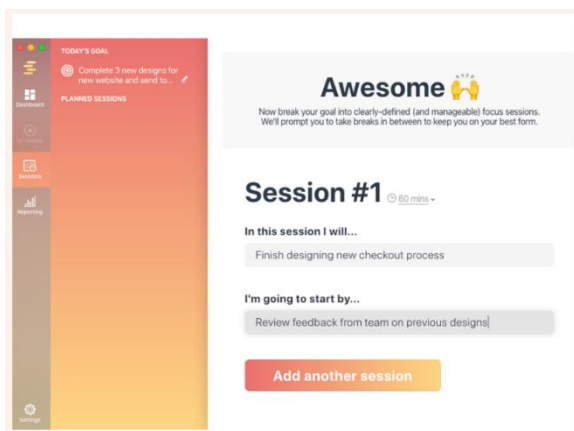 TODAY'S GOAL
Complete 3 new designs for
new website and send to...
PLANNED SESSIONS
Dashboard
Sessions
Reporting
Settings
Awesome 🙌
Now break your goal into clearly-defined (and manageable) focus sessions.
We'll prompt you to take breaks in between to keep you on your best form.
Session #1
60 mins
In this session I will...
Finish designing new checkout process
I'm going to start by...
Review feedback from team on previous designs
Add another session